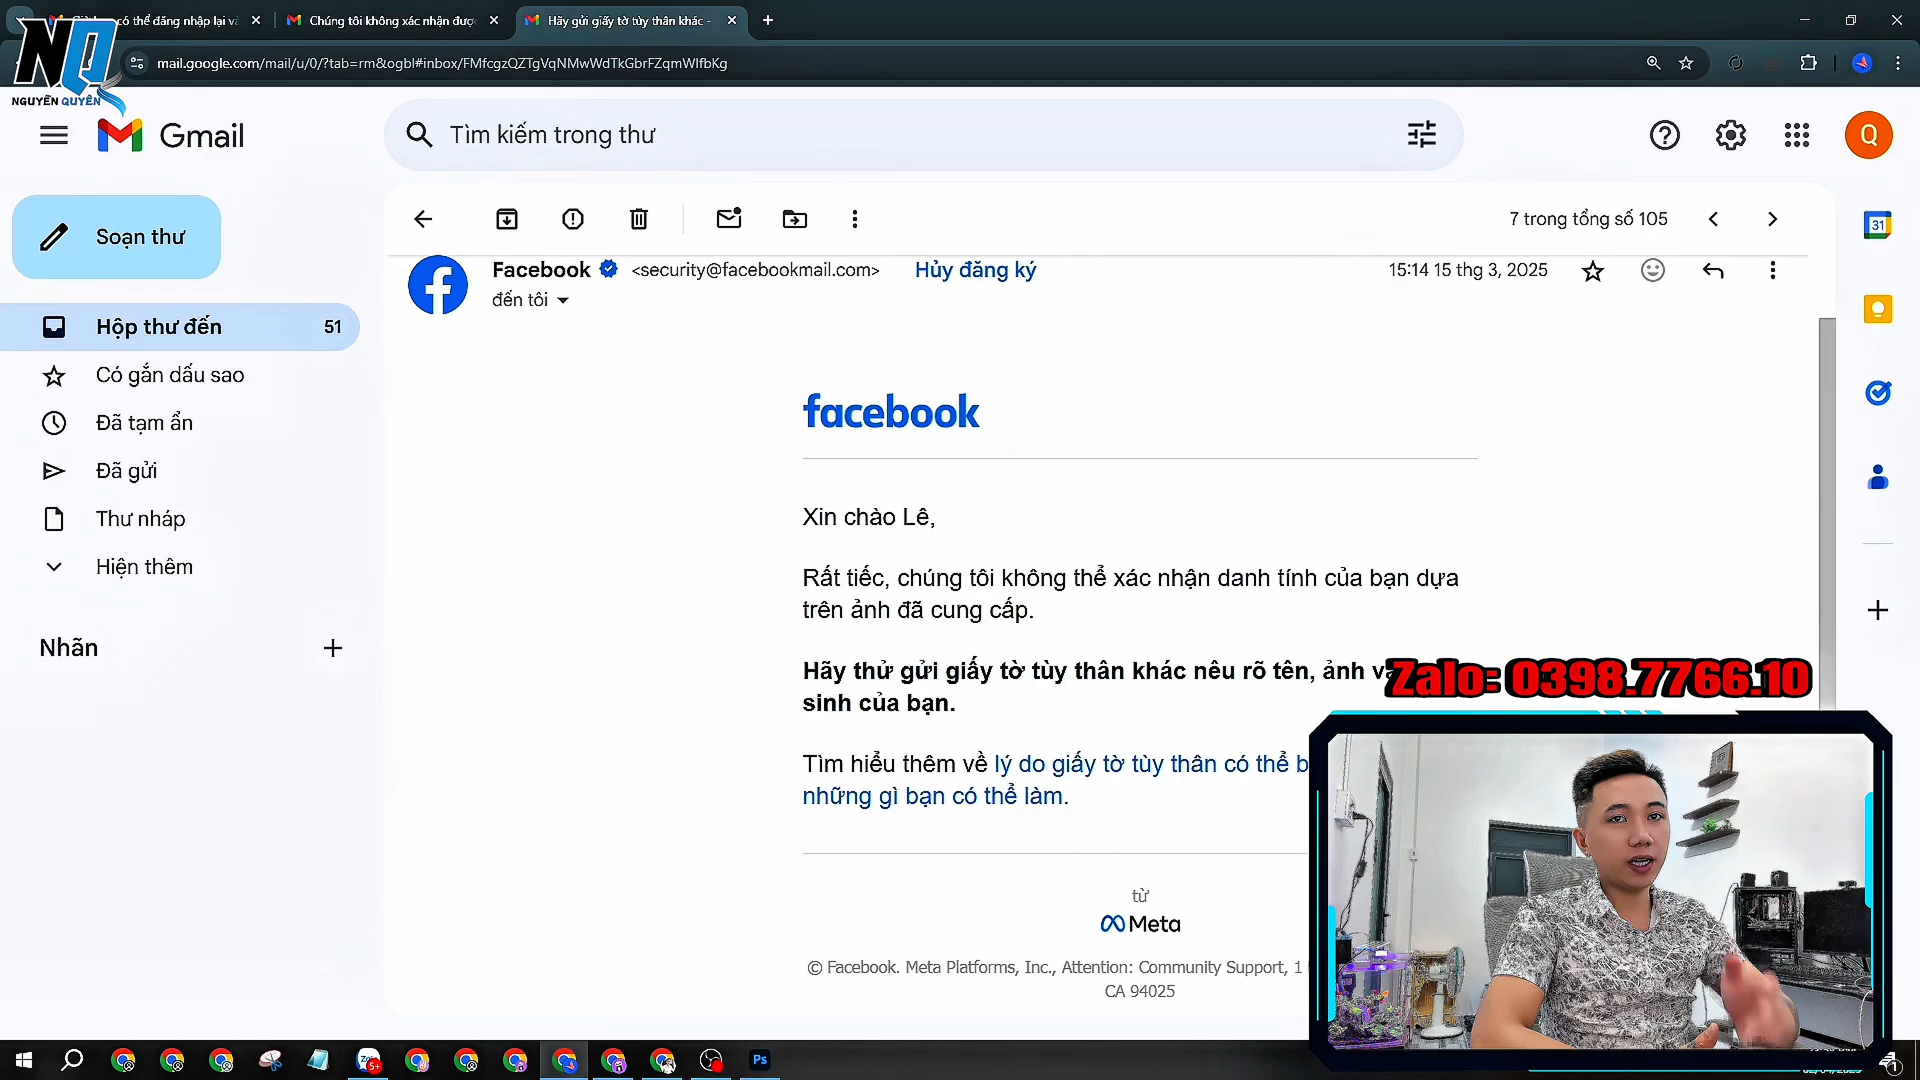 có thể đăng nhập lại và
Chúng tôi không xác nhận được
Hãy gửi giấy tờ tùy thân khác -
mail.google.com/mail/u/0/?tab=rm&ogbl#inbox/FMfcgzQZTgVqNMwWdTkGbrFZqmWIfbKg
NQ
NGUYỄN QUYÊN
Gmail
Tìm kiếm trong thư
Q
Soạn thư
7 trong tổng số 105
31
Facebook <security@facebookmail.com> Hủy đăng ký
15:14 15 thg 3, 2025
đến tôi
Hộp thư đến 51
Có gắn dấu sao
Đã tạm ẩn
Đã gửi
Thư nháp
Hiện thêm
Nhãn
facebook
Xin chào Lê,
Rất tiếc, chúng tôi không thể xác nhận danh tính của bạn dựa
trên ảnh đã cung cấp.
Hãy thử gửi giấy tờ tùy thân khác nêu rõ tên, ảnh
sinh của bạn.
Zalo: 0398.7766.10
Tìm hiểu thêm về lý do giấy tờ tùy thân có thể
những gì bạn có thể làm.
từ
Meta
© Facebook. Meta Platforms, Inc., Attention: Community Support, 1
CA 94025
Zalo
5+
Ps
1